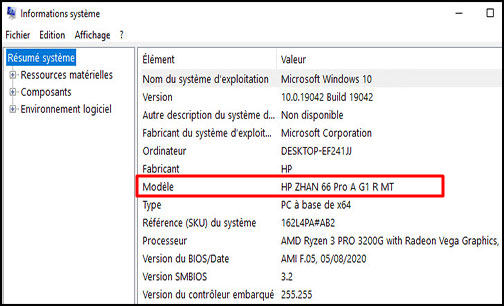 Informations système
Fichier Edition Affichage ?
Résumé système
Ressources matérielles
Composants
Environnement logiciel
Élément Valeur
Nom du système d'exploitation Microsoft Windows 10
Version 10.0.19042 Build 19042
Autre description du système d... Non disponible
Fabricant du système d'exploit... Microsoft Corporation
Ordinateur DESKTOP-EF241JJ
Fabricant HP
Modèle HP ZHAN 66 Pro A G1 R MT
Type PC à base de x64
Référence (SKU) du système 162L4PA#AB2
Processeur AMD Ryzen 3 PRO 3200G with Radeon Vega Graphics,
Version du BIOS/Date AMI F.05, 05/08/2020
Version SMBIOS 3.2
Version du contrôleur embarqué 255.255